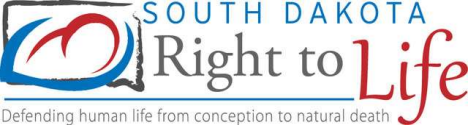 SOUTH DAKOTA
Right to Life
Defending human life from conception to natural death